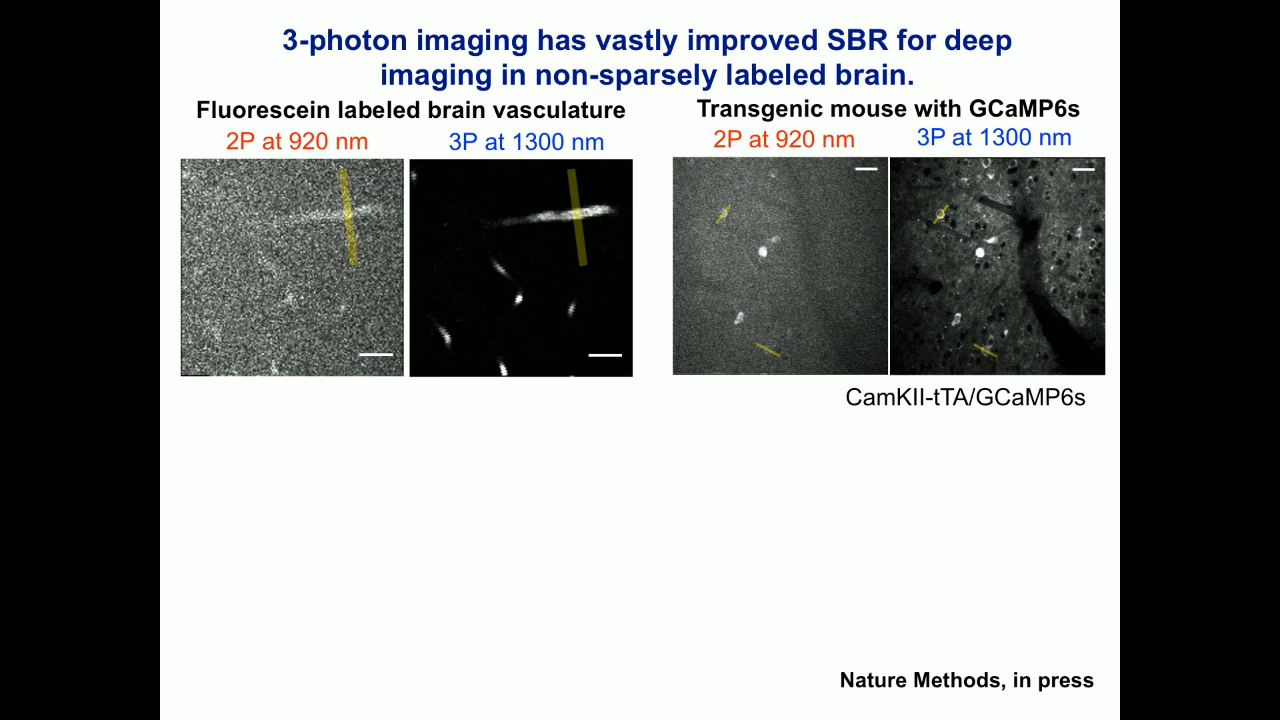 3-photon imaging has vastly improved SBR for deep
imaging in non-sparsely labeled brain.
Fluorescein labeled brain vasculature
2P at 920 nm
3P at 1300 nm
Transgenic mouse with GCaMP6s
2P at 920 nm
3P at 1300 nm
CamKII-tTA/GCaMP6s
Nature Methods, in press